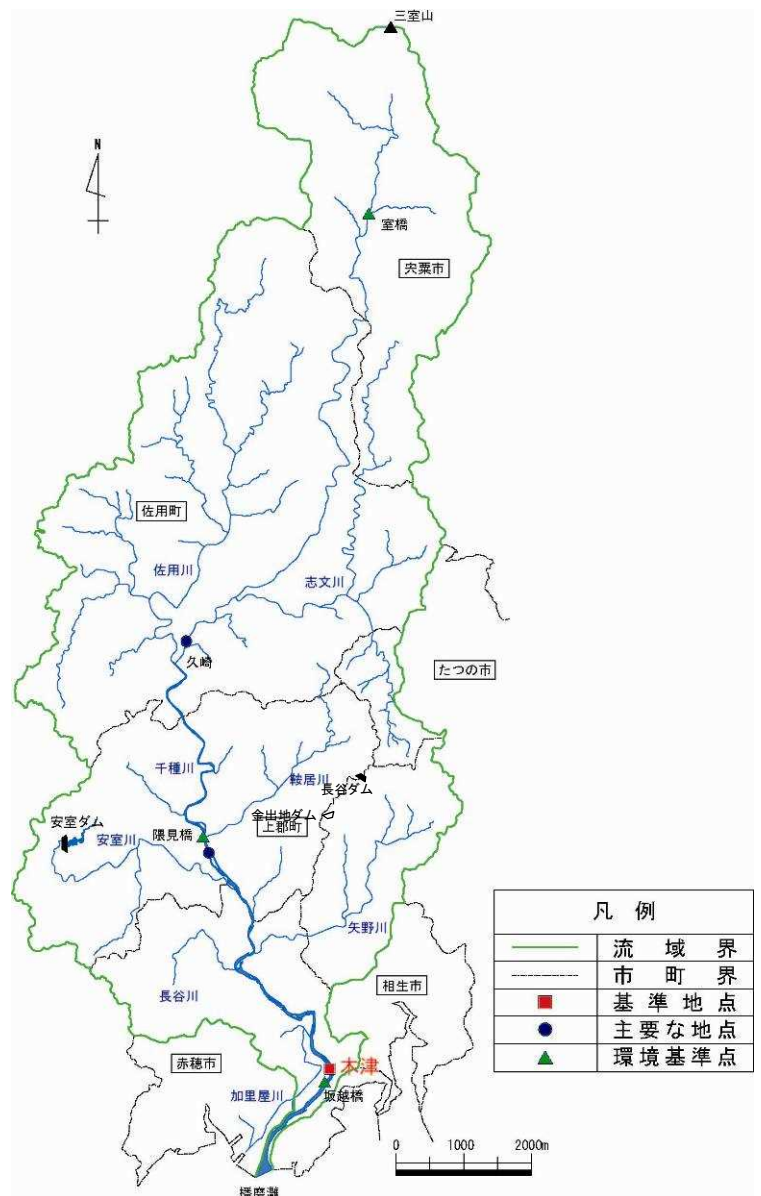 三室山
N
室橋
宍粟市
佐用町
佐用川
志文川
久崎
たつの市
千種川
鞍居川
長谷ダム
金出地ダム
安室ダム
安室川
隈見橋
上郡町
矢野川
長谷川
相生市
赤穂市
木津
加里屋川
坂越橋
播磨灘
凡 例
流 域 界
市 町 界
基 準 地 点
主 要 な 地 点
環 境 基 準 点
0 1000 2000m